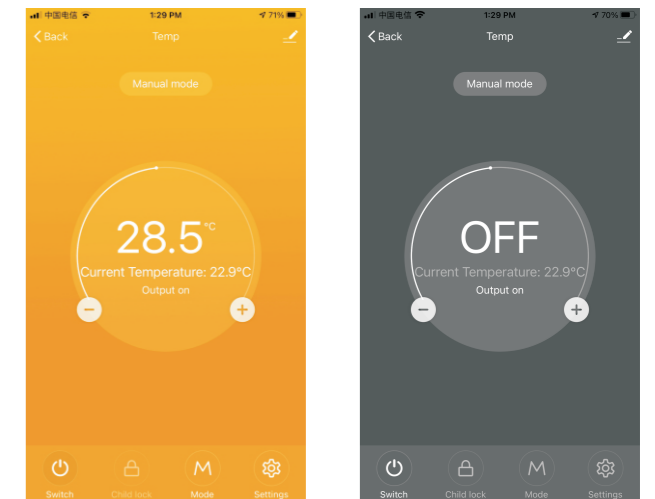 中国电信 1:29 PM 71%
Back Temp
Manual mode
28.5°C
Current Temperature: 22.9°C
Output on
− +
Switch Child lock M Mode Settings
中国电信 1:29 PM 70%
Back Temp
Manual mode
OFF
Current Temperature: 22.9°C
Output on
− +
Switch Child lock M Mode Settings